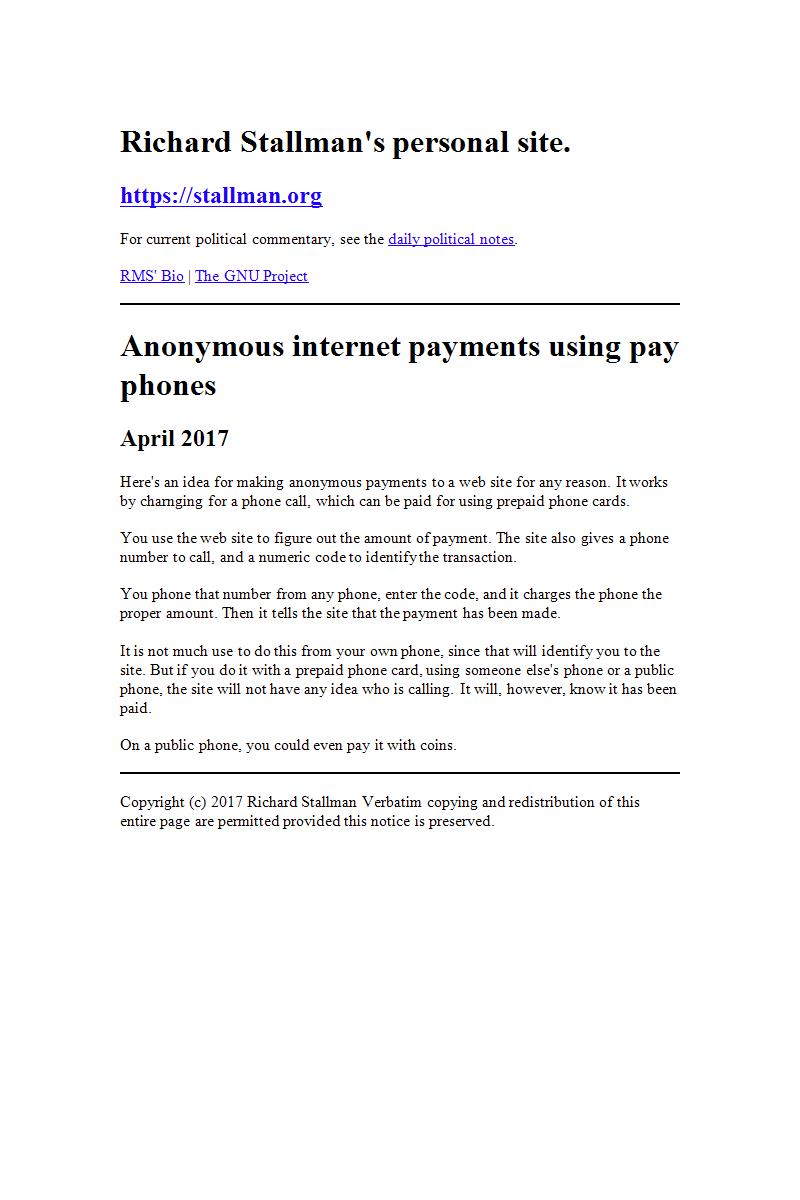 Richard Stallman's personal site.
https://stallman.org
For current political commentary, see the daily political notes.
RMS' Bio | The GNU Project
Anonymous internet payments using pay
phones
April 2017
Here's an idea for making anonymous payments to a web site for any reason. It works
by charnging for a phone call, which can be paid for using prepaid phone cards.
You use the web site to figure out the amount of payment. The site also gives a phone
number to call, and a numeric code to identify the transaction.
You phone that number from any phone, enter the code, and it charges the phone the
proper amount. Then it tells the site that the payment has been made.
It is not much use to do this from your own phone, since that will identify you to the
site. But if you do it with a prepaid phone card, using someone else's phone or a public
phone, the site will not have any idea who is calling. It will, however, know it has been
paid.
On a public phone, you could even pay it with coins.
Copyright (c) 2017 Richard Stallman Verbatim copying and redistribution of this
entire page are permitted provided this notice is preserved.